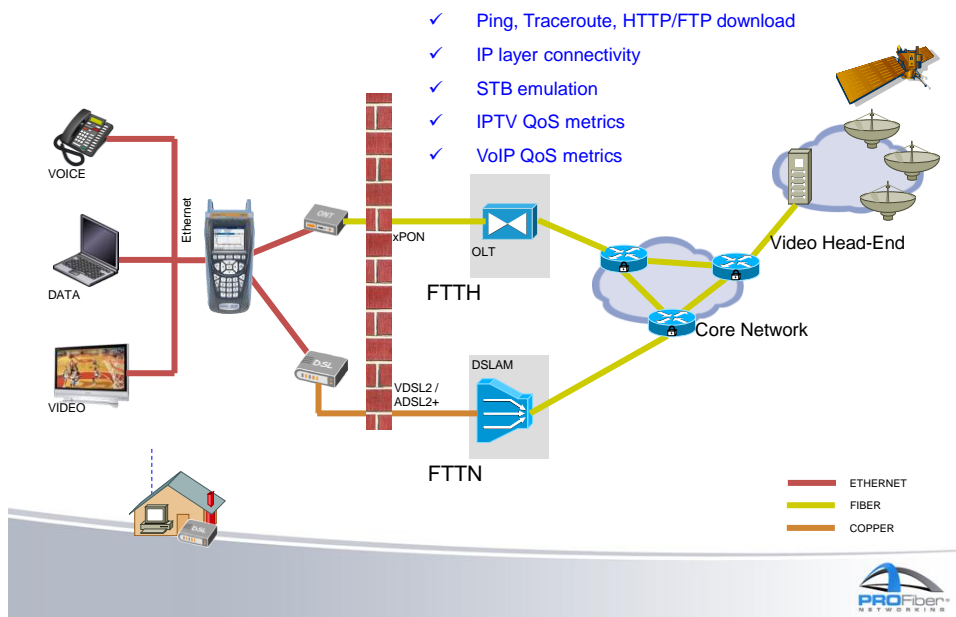 ✓ Ping, Traceroute, HTTP/FTP download
✓ IP layer connectivity
✓ STB emulation
✓ IPTV QoS metrics
✓ VoIP QoS metrics
VOICE
Ethernet
DATA
VIDEO
ONT
xPON
OLT
FTTH
DSL
VDSL2 /
ADSL2+
DSLAM
FTTN
Video Head-End
Core Network
ETHERNET
FIBER
COPPER
DSL
PROFiber
NETWORKING